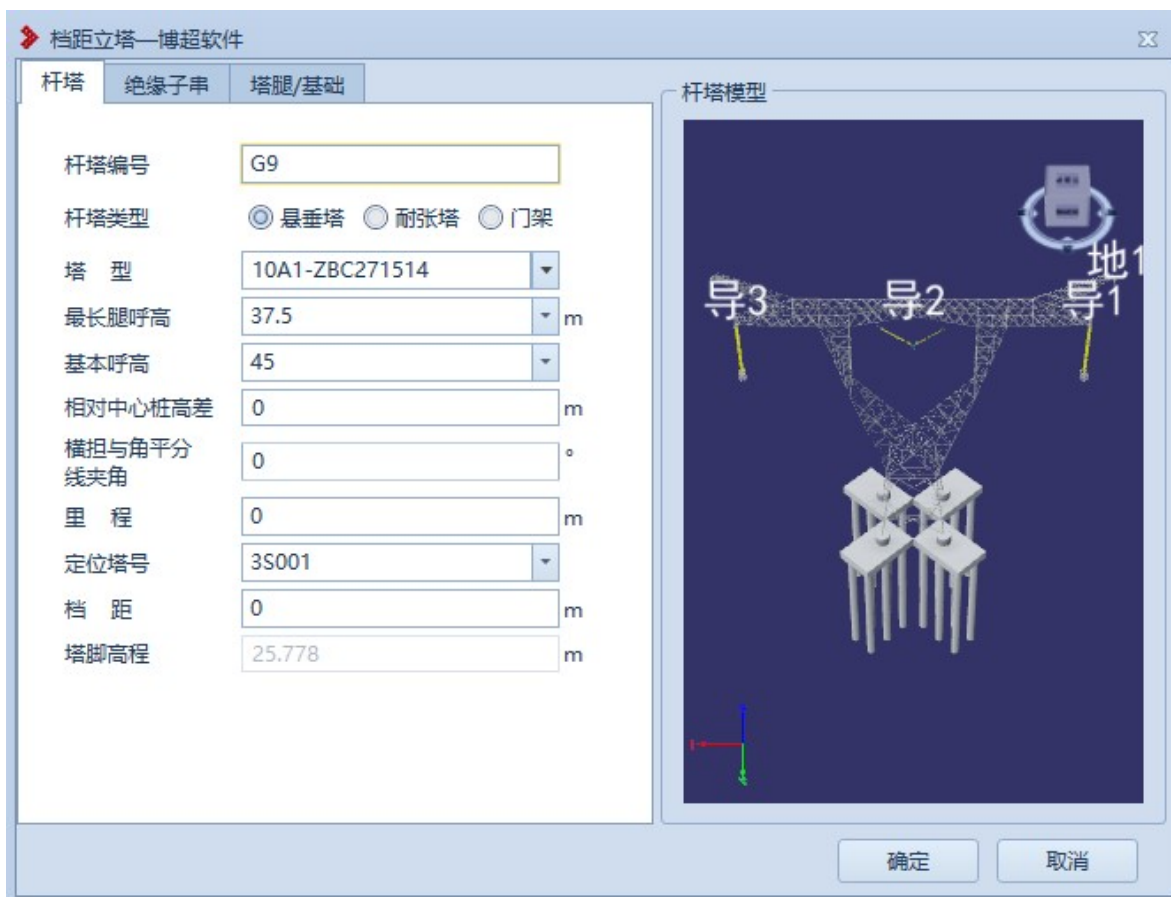 档距立塔—博超软件
杆塔
绝缘子串
塔腿/基础
杆塔编号
G9
杆塔类型
悬垂塔
耐张塔
门架
塔 型
10A1-ZBC271514
最长腿呼高
37.5
m
基本呼高
45
相对中心桩高差
0
m
横担与角平分
线夹角
0
°
里 程
0
m
定位塔号
3S001
档 距
0
m
塔脚高程
25.778
m
杆塔模型
地1
导3
导2
导1
确定
取消